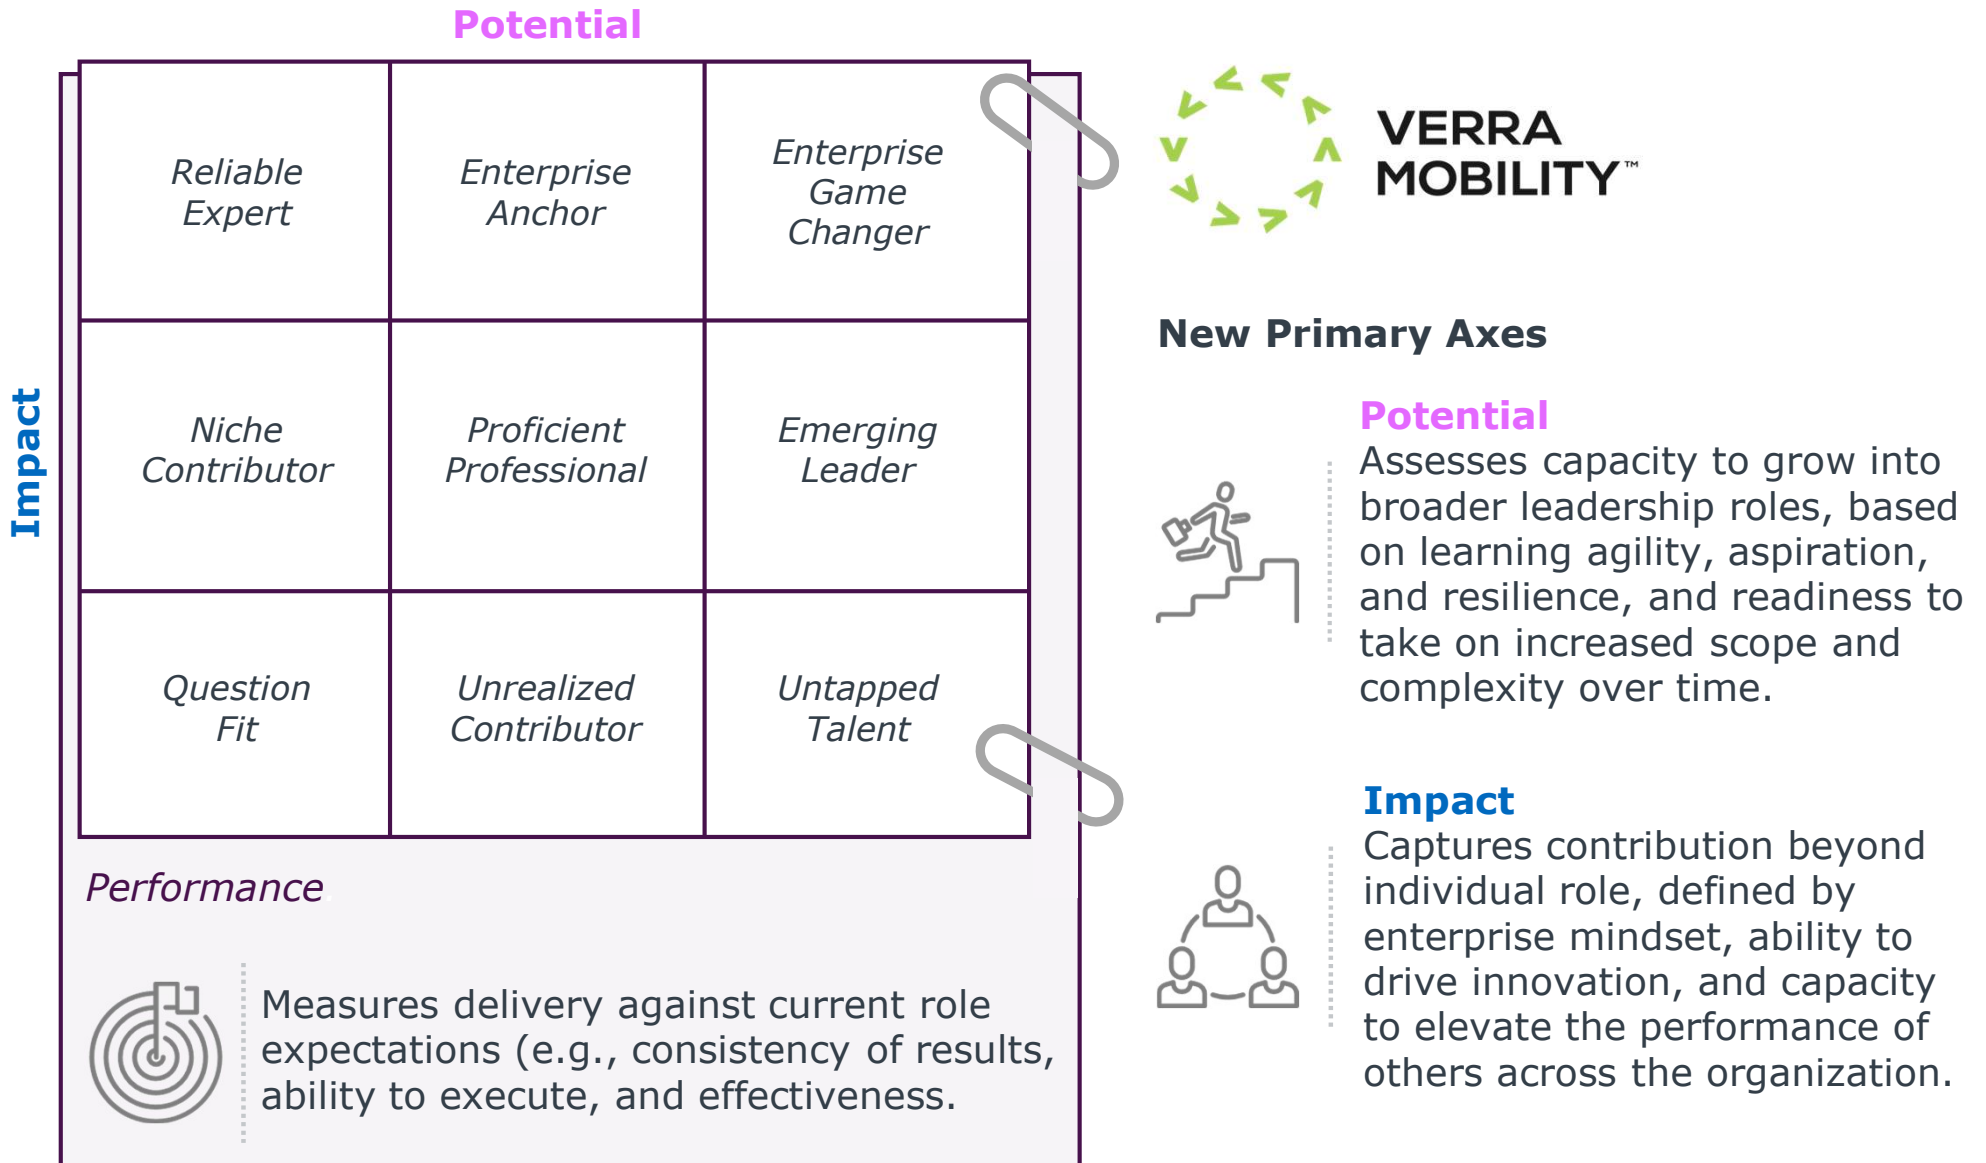 Potential
Impact
Reliable
Expert
Enterprise
Anchor
Enterprise
Game
Changer
Niche
Contributor
Proficient
Professional
Emerging
Leader
Question
Fit
Unrealized
Contributor
Untapped
Talent
Performance
Measures delivery against current role
expectations (e.g., consistency of results,
ability to execute, and effectiveness.
VERRA
MOBILITY™
New Primary Axes
Potential
Assesses capacity to grow into
broader leadership roles, based
on learning agility, aspiration,
and resilience, and readiness to
take on increased scope and
complexity over time.
Impact
Captures contribution beyond
individual role, defined by
enterprise mindset, ability to
drive innovation, and capacity
to elevate the performance of
others across the organization.